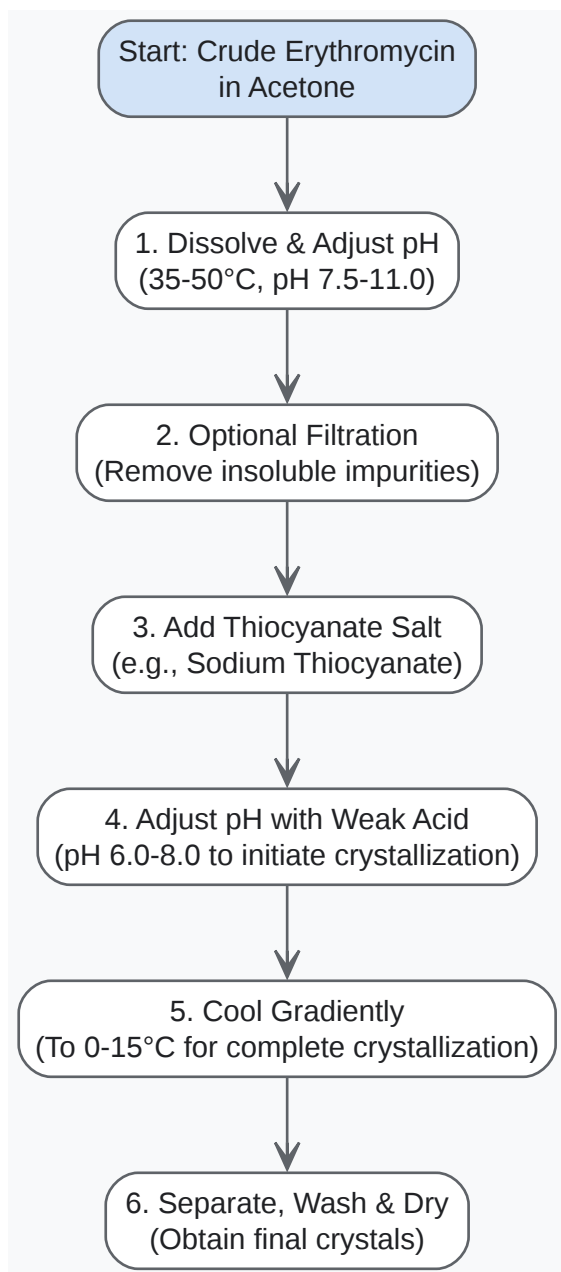 Start: Crude Erythromycin
in Acetone
1. Dissolve & Adjust pH
(35-50°C, pH 7.5-11.0)
2. Optional Filtration
(Remove insoluble impurities)
3. Add Thiocyanate Salt
(e.g., Sodium Thiocyanate)
4. Adjust pH with Weak Acid
(pH 6.0-8.0 to initiate crystallization)
5. Cool Gradiently
(To 0-15°C for complete crystallization)
6. Separate, Wash & Dry
(Obtain final crystals)